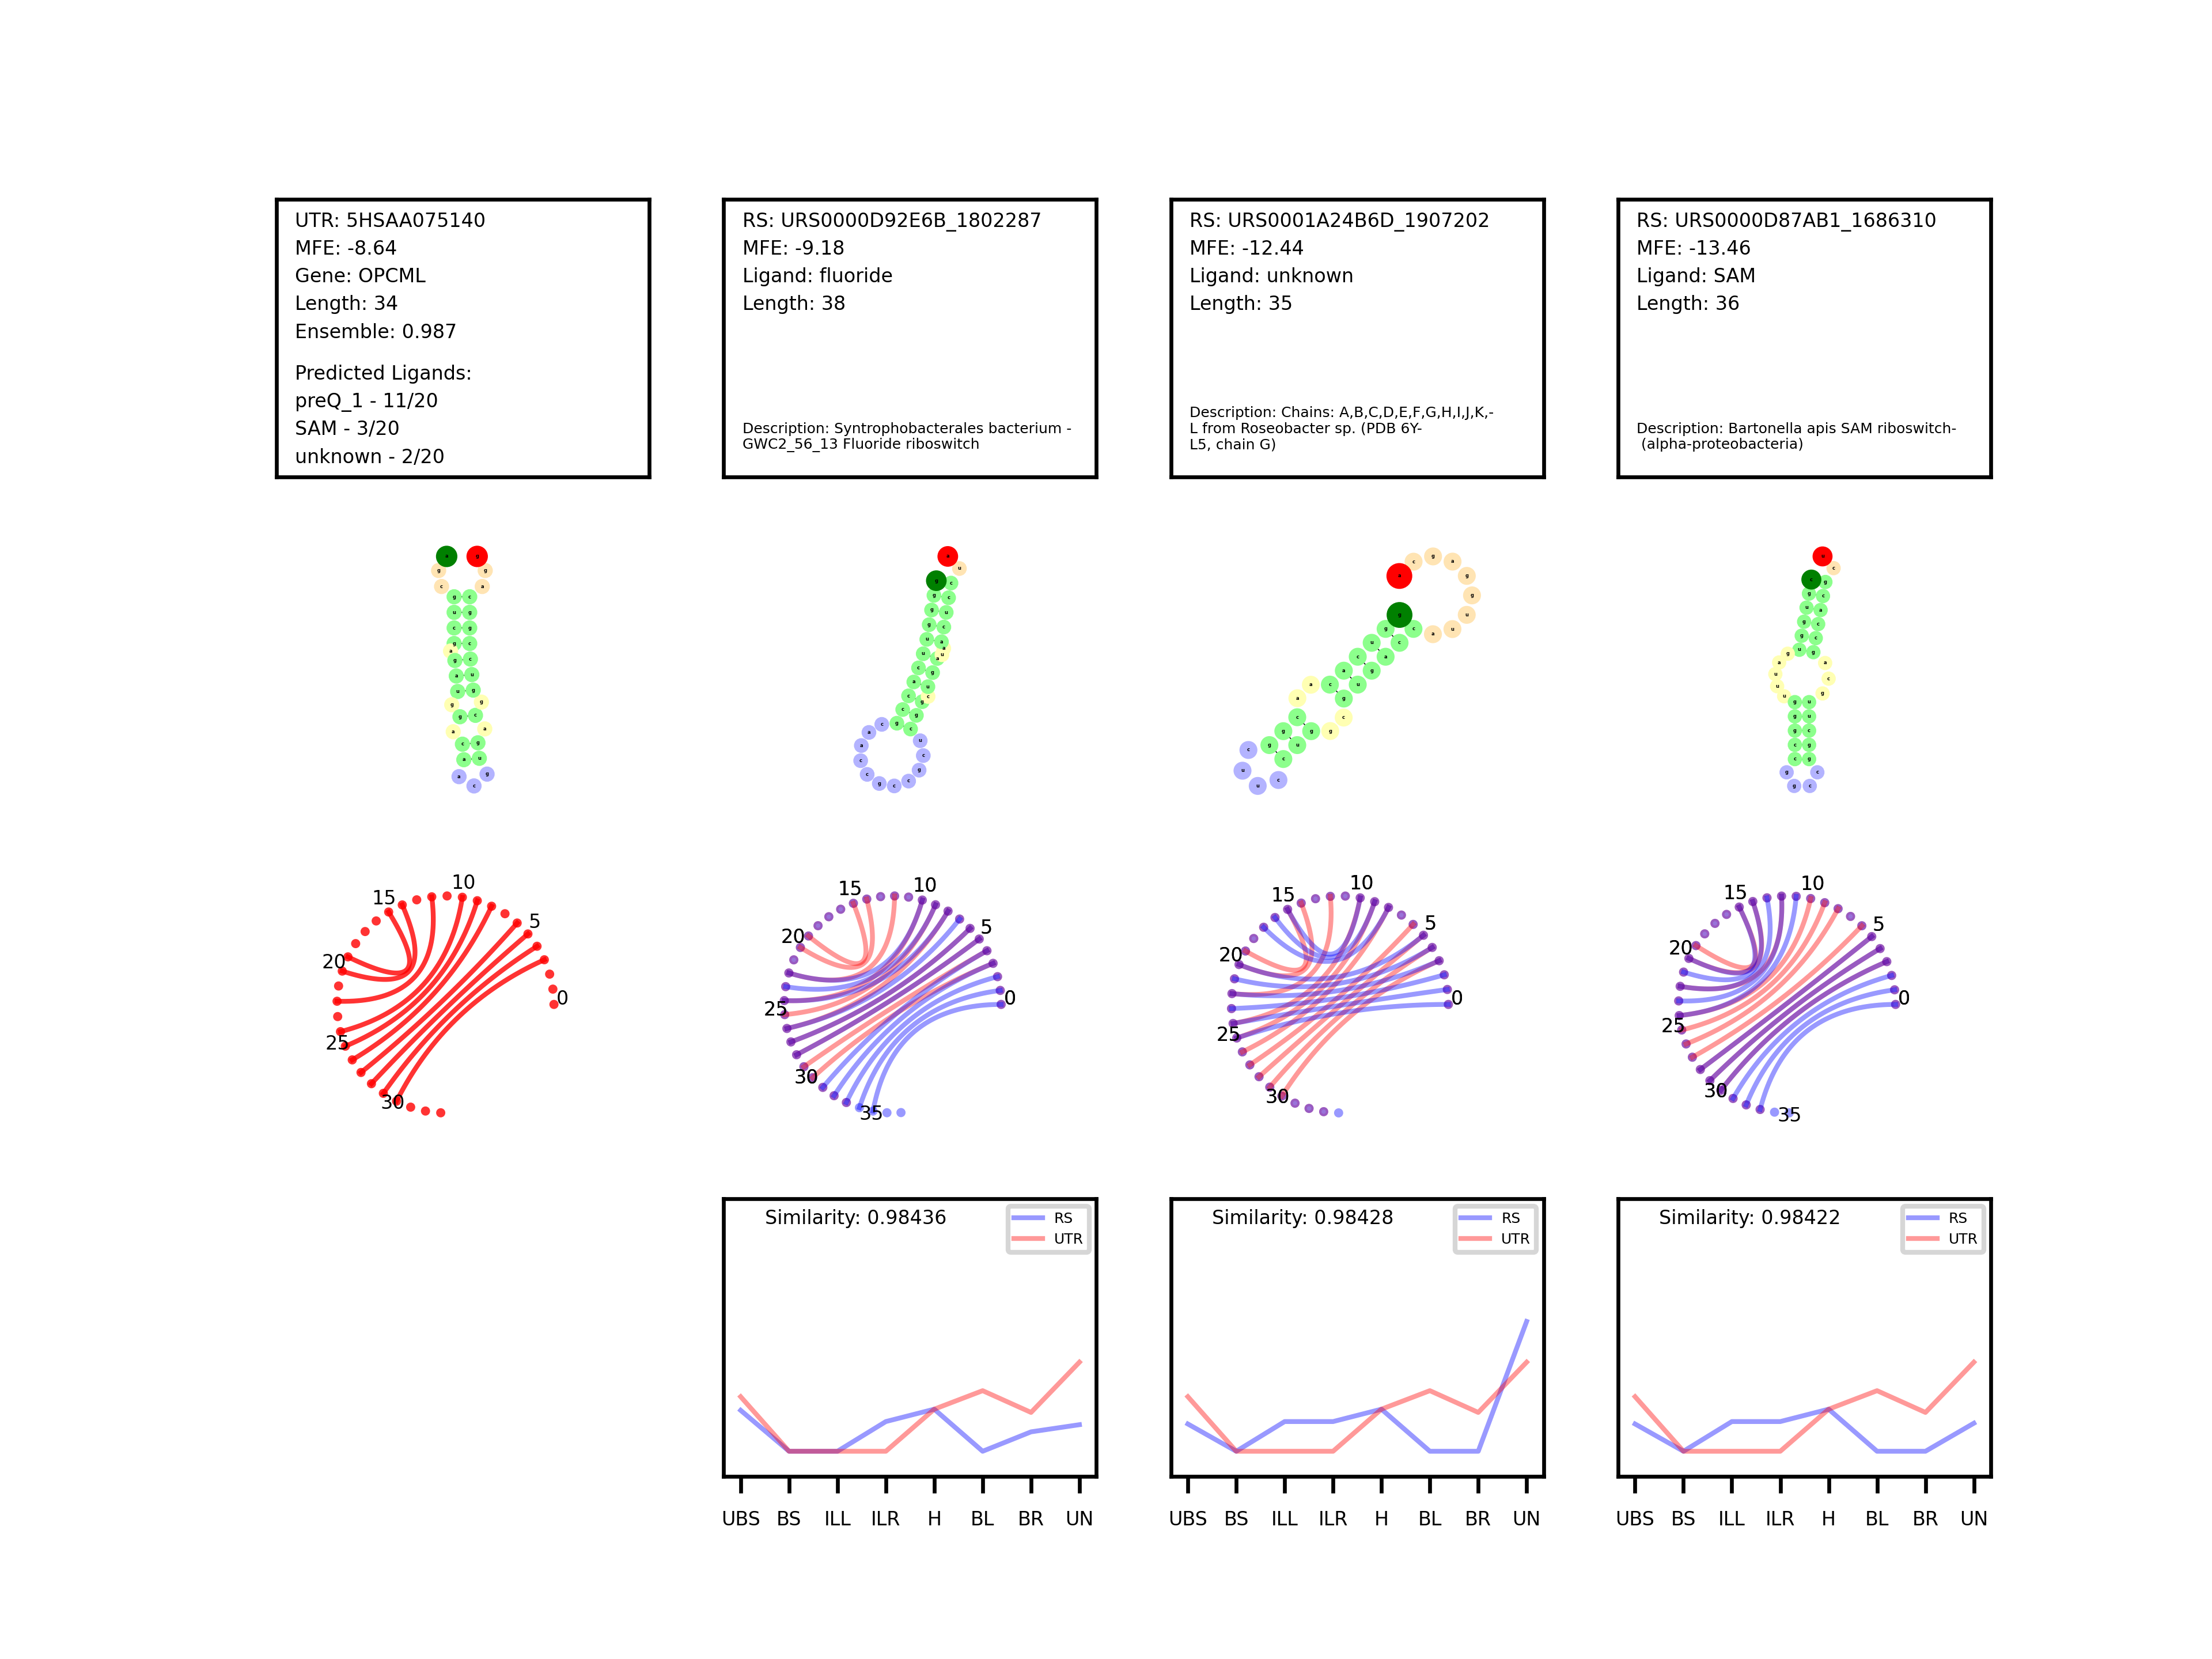 UTR: 5HSAA075140
MFE: -8.64
Gene: OPCML
Length: 34
Ensemble: 0.987
Predicted Ligands:
preQ_1 - 11/20
SAM - 3/20
unknown - 2/20
RS: URS0000D92E6B_1802287
MFE: -9.18
Ligand: fluoride
Length: 38
Description: Syntrophobacterales bacterium -
GWC2_56_13 Fluoride riboswitch
RS: URS0001A24B6D_1907202
MFE: -12.44
Ligand: unknown
Length: 35
Description: Chains: A,B,C,D,E,F,G,H,I,J,K,-
L from Roseobacter sp. (PDB 6Y-
L5, chain G)
RS: URS0000D87AB1_1686310
MFE: -13.46
Ligand: SAM
Length: 36
Description: Bartonella apis SAM riboswitch-
(alpha-proteobacteria)
0
5
10
15
20
25
30
0
5
10
15
20
25
30
35
0
5
10
15
20
25
30
0
5
10
15
20
25
30
35
Similarity: 0.98436
RS
UTR
UBS BS ILL ILR H BL BR UN
Similarity: 0.98428
RS
UTR
UBS BS ILL ILR H BL BR UN
Similarity: 0.98422
RS
UTR
UBS BS ILL ILR H BL BR UN